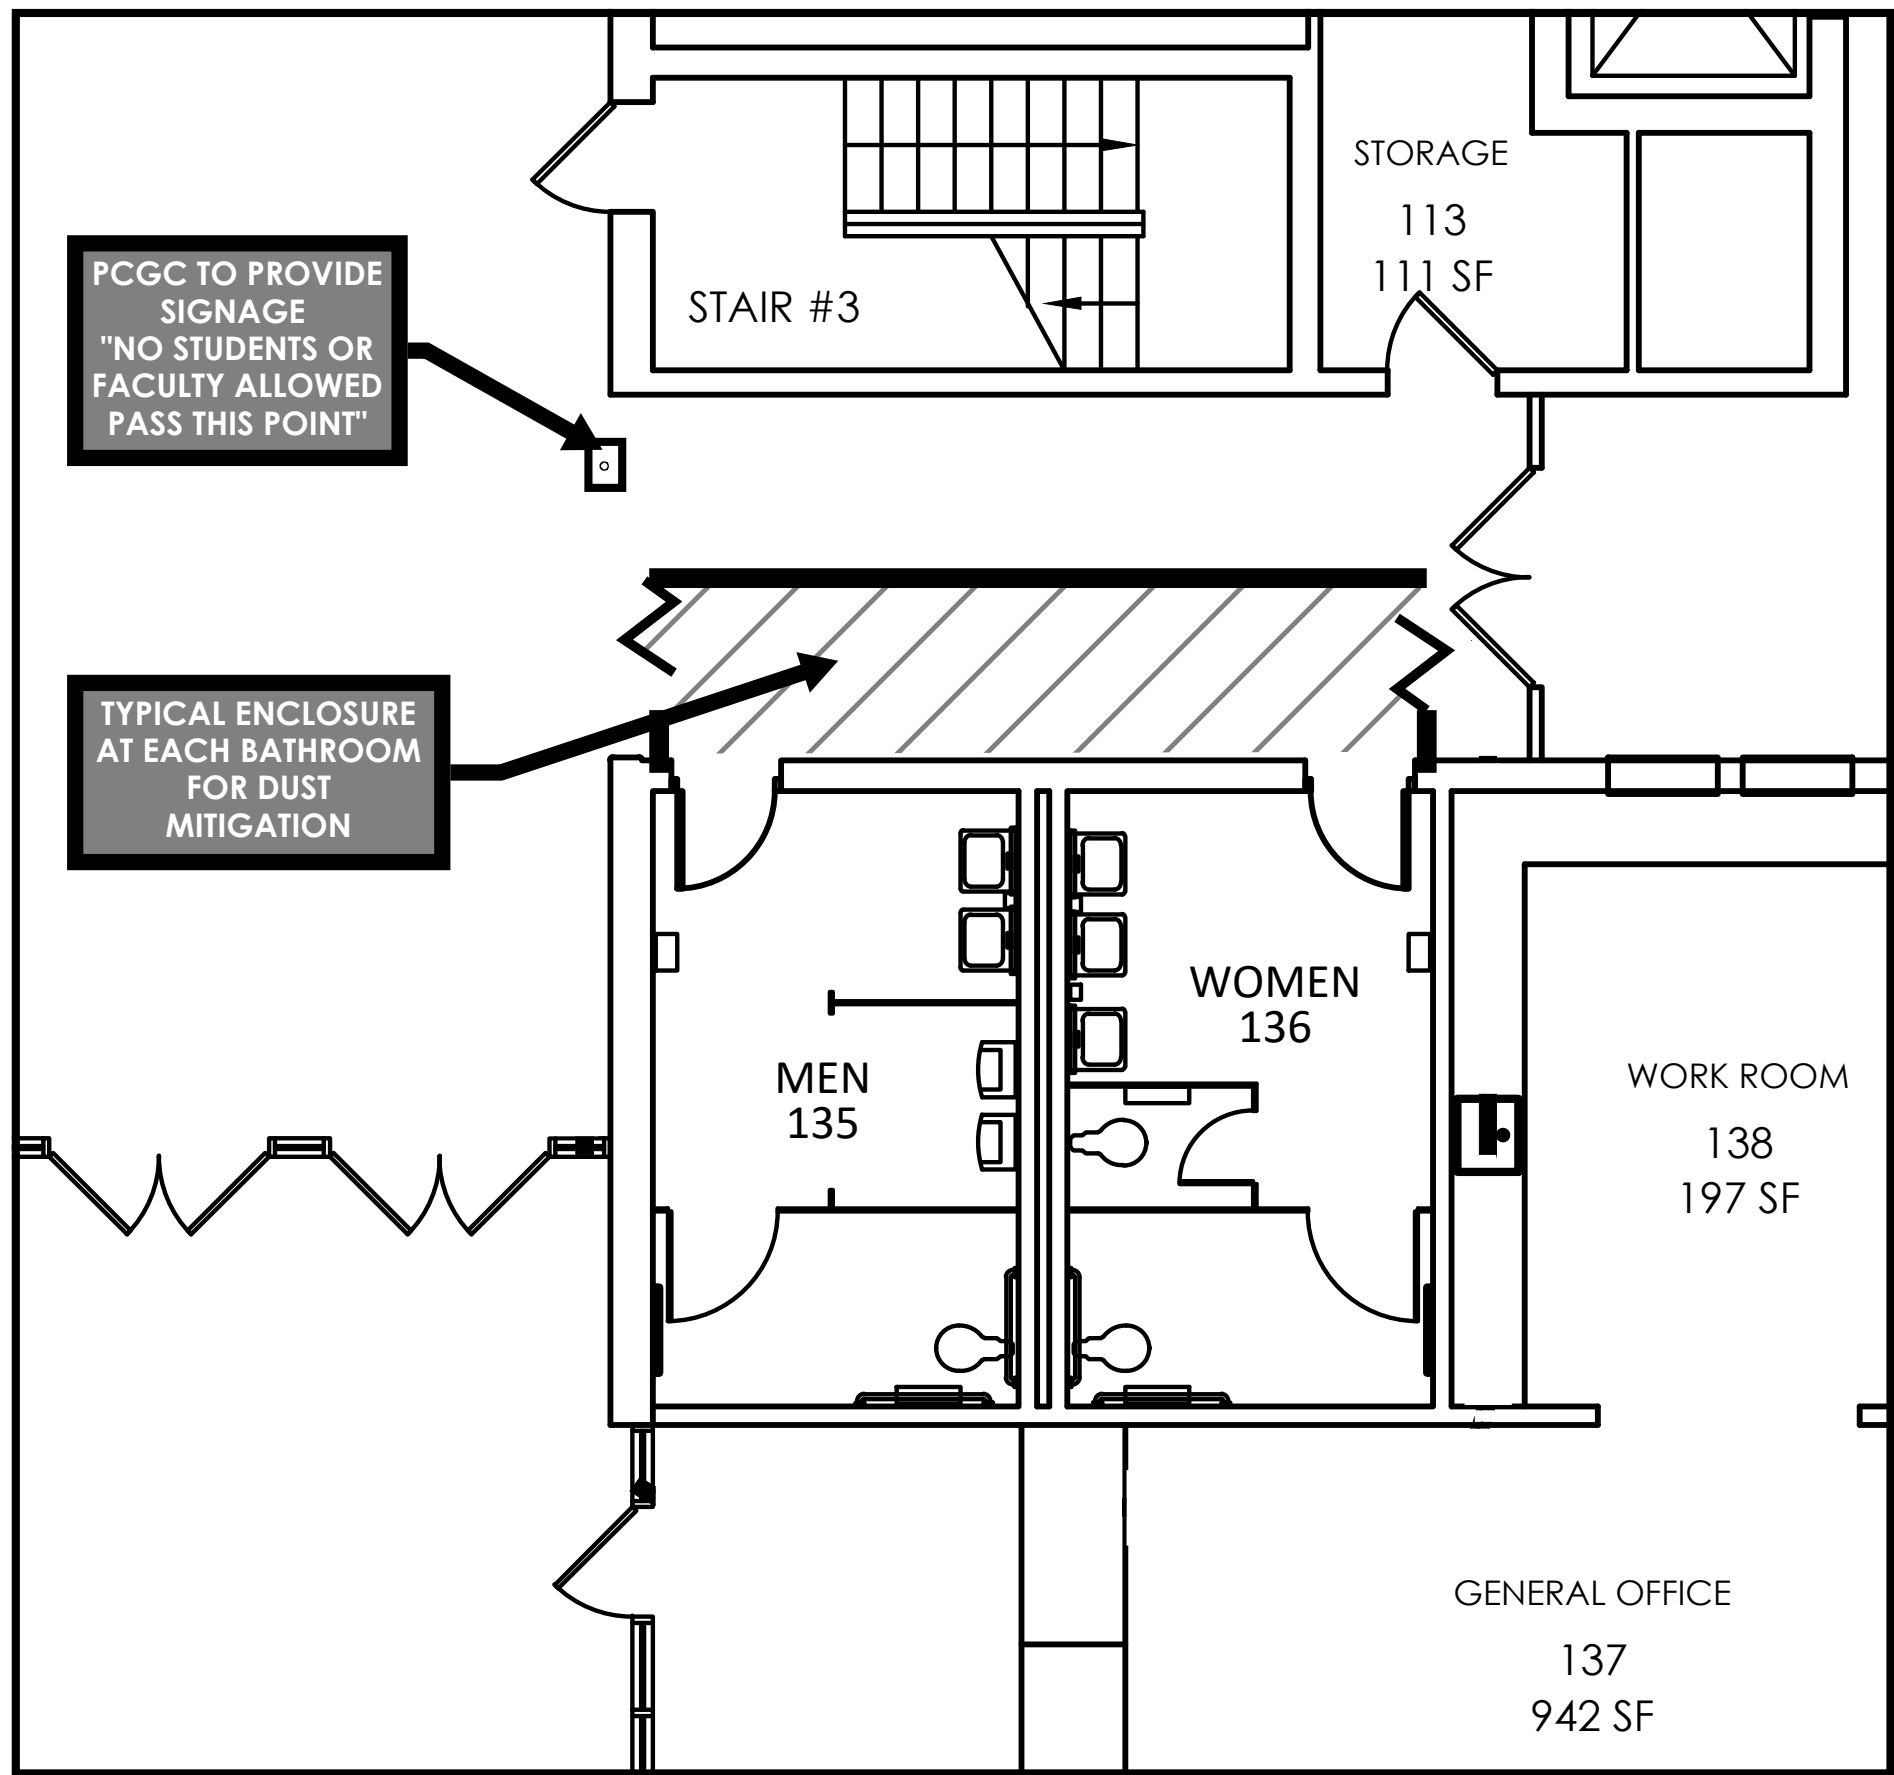 STORAGE
113
111 SF
STAIR #3
PCGC TO PROVIDE
SIGNAGE
"NO STUDENTS OR
FACULTY ALLOWED
PASS THIS POINT"
TYPICAL ENCLOSURE
AT EACH BATHROOM
FOR DUST
MITIGATION
MEN
135
WOMEN
136
WORK ROOM
138
197 SF
GENERAL OFFICE
137
942 SF